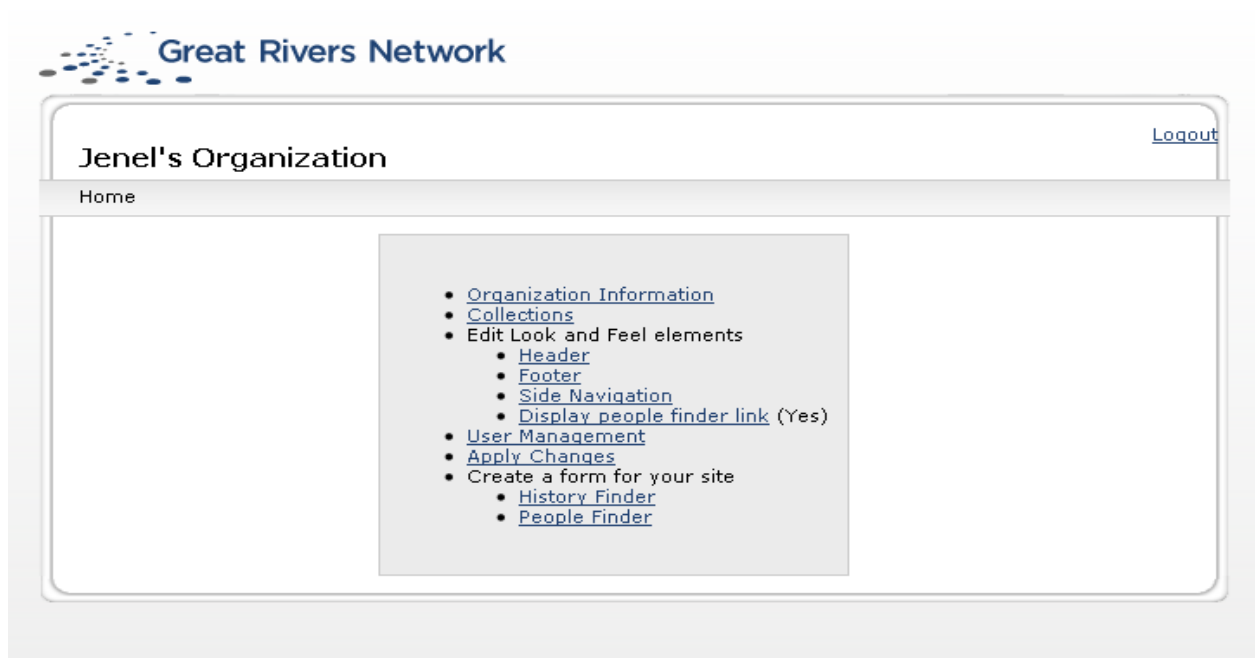 Great Rivers Network
Logout
Jenel's Organization
Home
Organization Information
Collections
Edit Look and Feel elements
Header
Footer
Side Navigation
Display people finder link (Yes)
User Management
Apply Changes
Create a form for your site
History Finder
People Finder